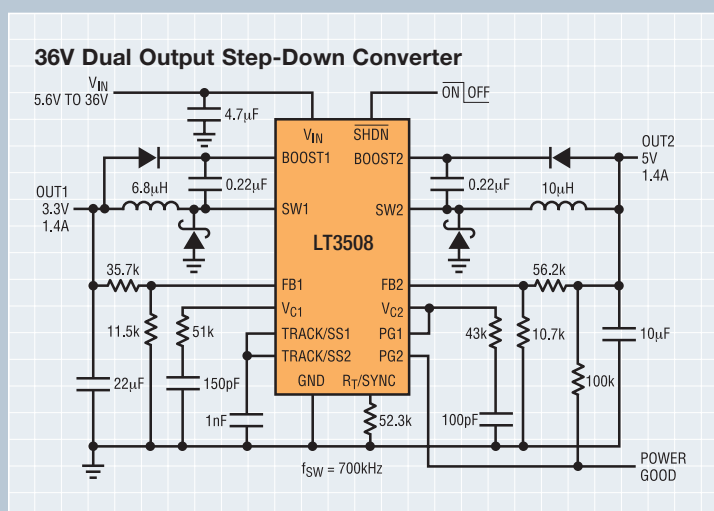 36V Dual Output Step-Down Converter
VIN
5.6V TO 36V
4.7µF
ON OFF
VIN
SHDN
BOOST1
BOOST2
OUT2
5V
1.4A
OUT1
3.3V
1.4A
6.8µH
0.22µF
0.22µF
10µH
SW1
SW2
LT3508
35.7k
FB1
FB2
56.2k
11.5k
51k
VC1
VC2
43k
10.7k
10µF
TRACK/SS1
PG1
TRACK/SS2
PG2
22µF
150pF
GND
RT/SYNC
100k
1nF
52.3k
100pF
fSW = 700kHz
POWER
GOOD